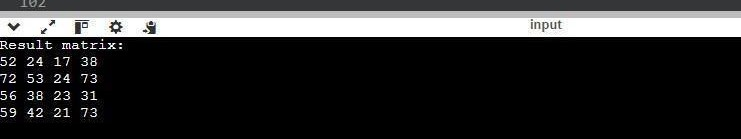 102
input
Result matrix:
52 24 17 38
72 53 24 73
56 38 23 31
59 42 21 73